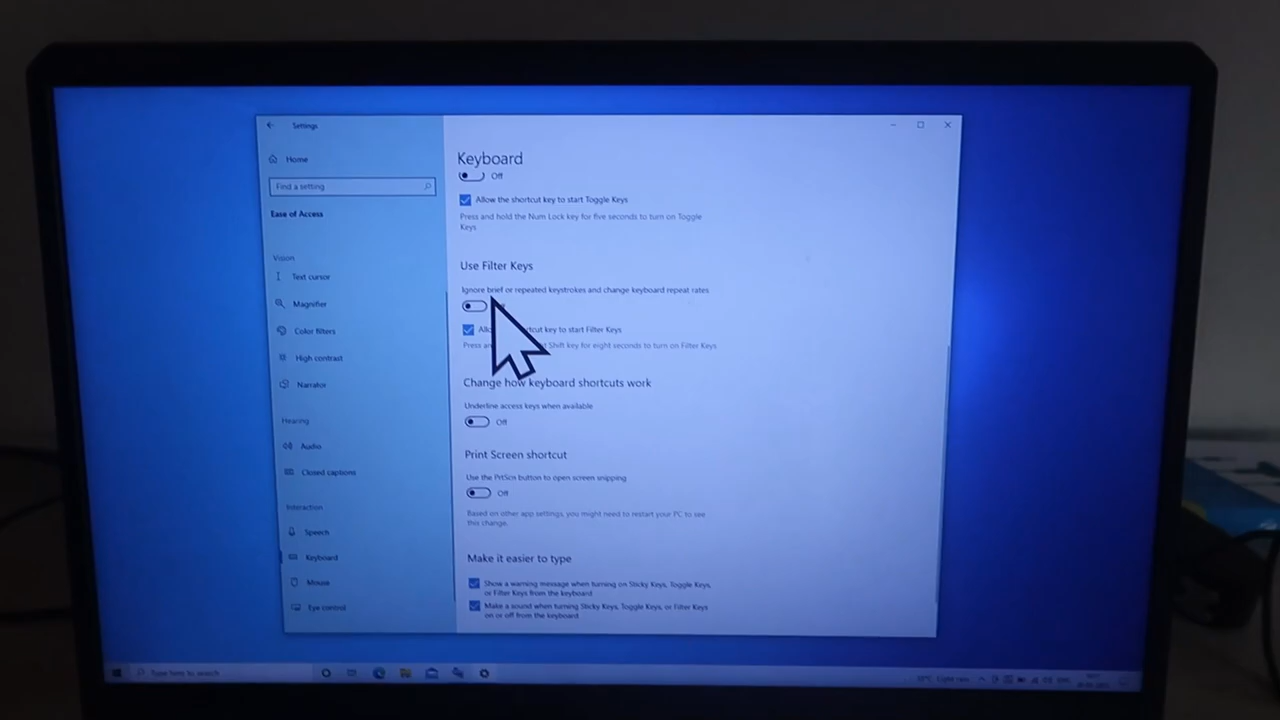 Settings
Home
Find a setting
Ease of Access
Vision
Text cursor
Magnifier
Color filters
High contrast
Narrator
Hearing
Audio
Closed captions
Interaction
Speech
Keyboard
Mouse
Eye control
Keyboard
Off
Allow the shortcut key to start Toggle Keys
Press and hold the Num Lock key for five seconds to turn on Toggle
Keys
Use Filter Keys
Ignore brief or repeated keystrokes and change keyboard repeat rates
key to start Filter Keys
Shift key for eight seconds to turn on Filter Keys
Change how keyboard shortcuts work
Underline access keys when available
Off
Print Screen shortcut
Use the PrtScn button to open screen snipping
Off
Based on other app settings, you might need to restart your PC to see
this change.
Make it easier to type
Show a warning message when turning on Sticky Keys, Toggle Keys,
or Filter Keys from the keyboard
Make a sound when turning Sticky Keys, Toggle Keys, or Filter Keys
on or off from the keyboard
Type here to search
Light rain